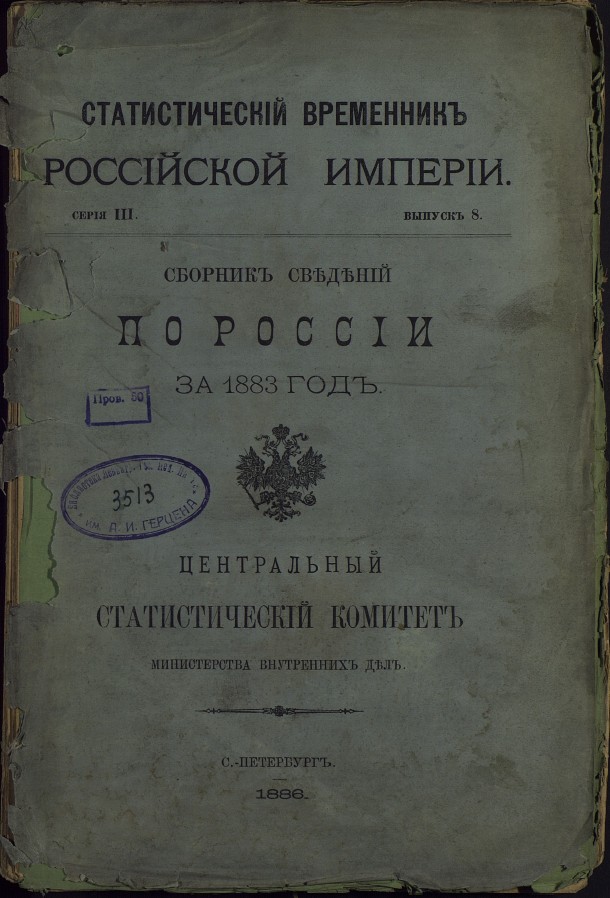 СТАТИСТИЧЕСКІЙ ВРЕМЕННИКЪ
РОССІЙСКОЙ ИМПЕРІИ.
СЕРІЯ III. ВЫПУСКЪ 8.
СБОРНИКЪ СВѢДѢНІЙ
ПО РОССІИ
ЗА 1883 ГОДЪ.
Пров. 50
Библиотека
3513
ИМ. А. И. ГЕРЦЕНА
ЦЕНТРАЛЬНЫЙ
СТАТИСТИЧЕСКІЙ КОМИТЕТЪ
МИНИСТЕРСТВА ВНУТРЕННИХЪ ДѢЛЪ.
С.-ПЕТЕРБУРГЪ.
1886.